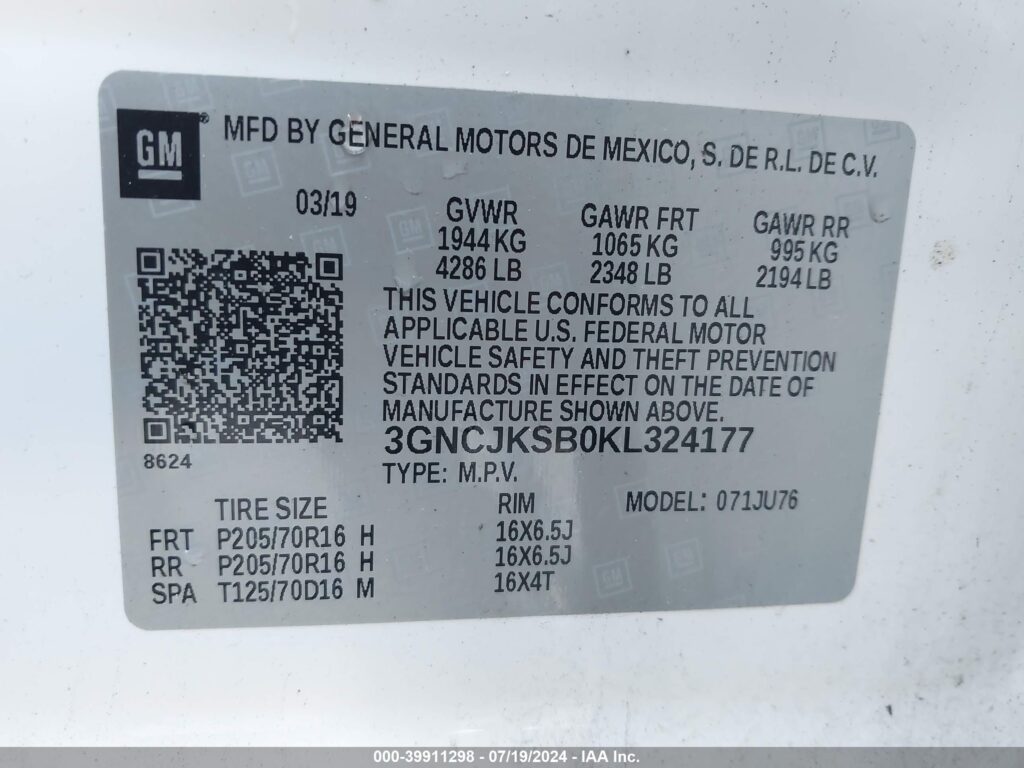 GM® MFD BY GENERAL MOTORS DE MEXICO, S. DE R.L. DE C.V.
03/19 GVWR GAWR FRT GAWR RR
1944 KG 1065 KG 995 KG
4286 LB 2348 LB 2194 LB
THIS VEHICLE CONFORMS TO ALL
APPLICABLE U.S. FEDERAL MOTOR
VEHICLE SAFETY AND THEFT PREVENTION
STANDARDS IN EFFECT ON THE DATE OF
MANUFACTURE SHOWN ABOVE.
3GNCJKSB0KL324177
8624
TYPE: M.P.V.
TIRE SIZE RIM MODEL: 071JU76
FRT P205/70R16 H 16X6.5J
RR P205/70R16 H 16X6.5J
SPA T125/70D16 M 16X4T
000-39911298 - 07/19/2024 - IAA Inc.